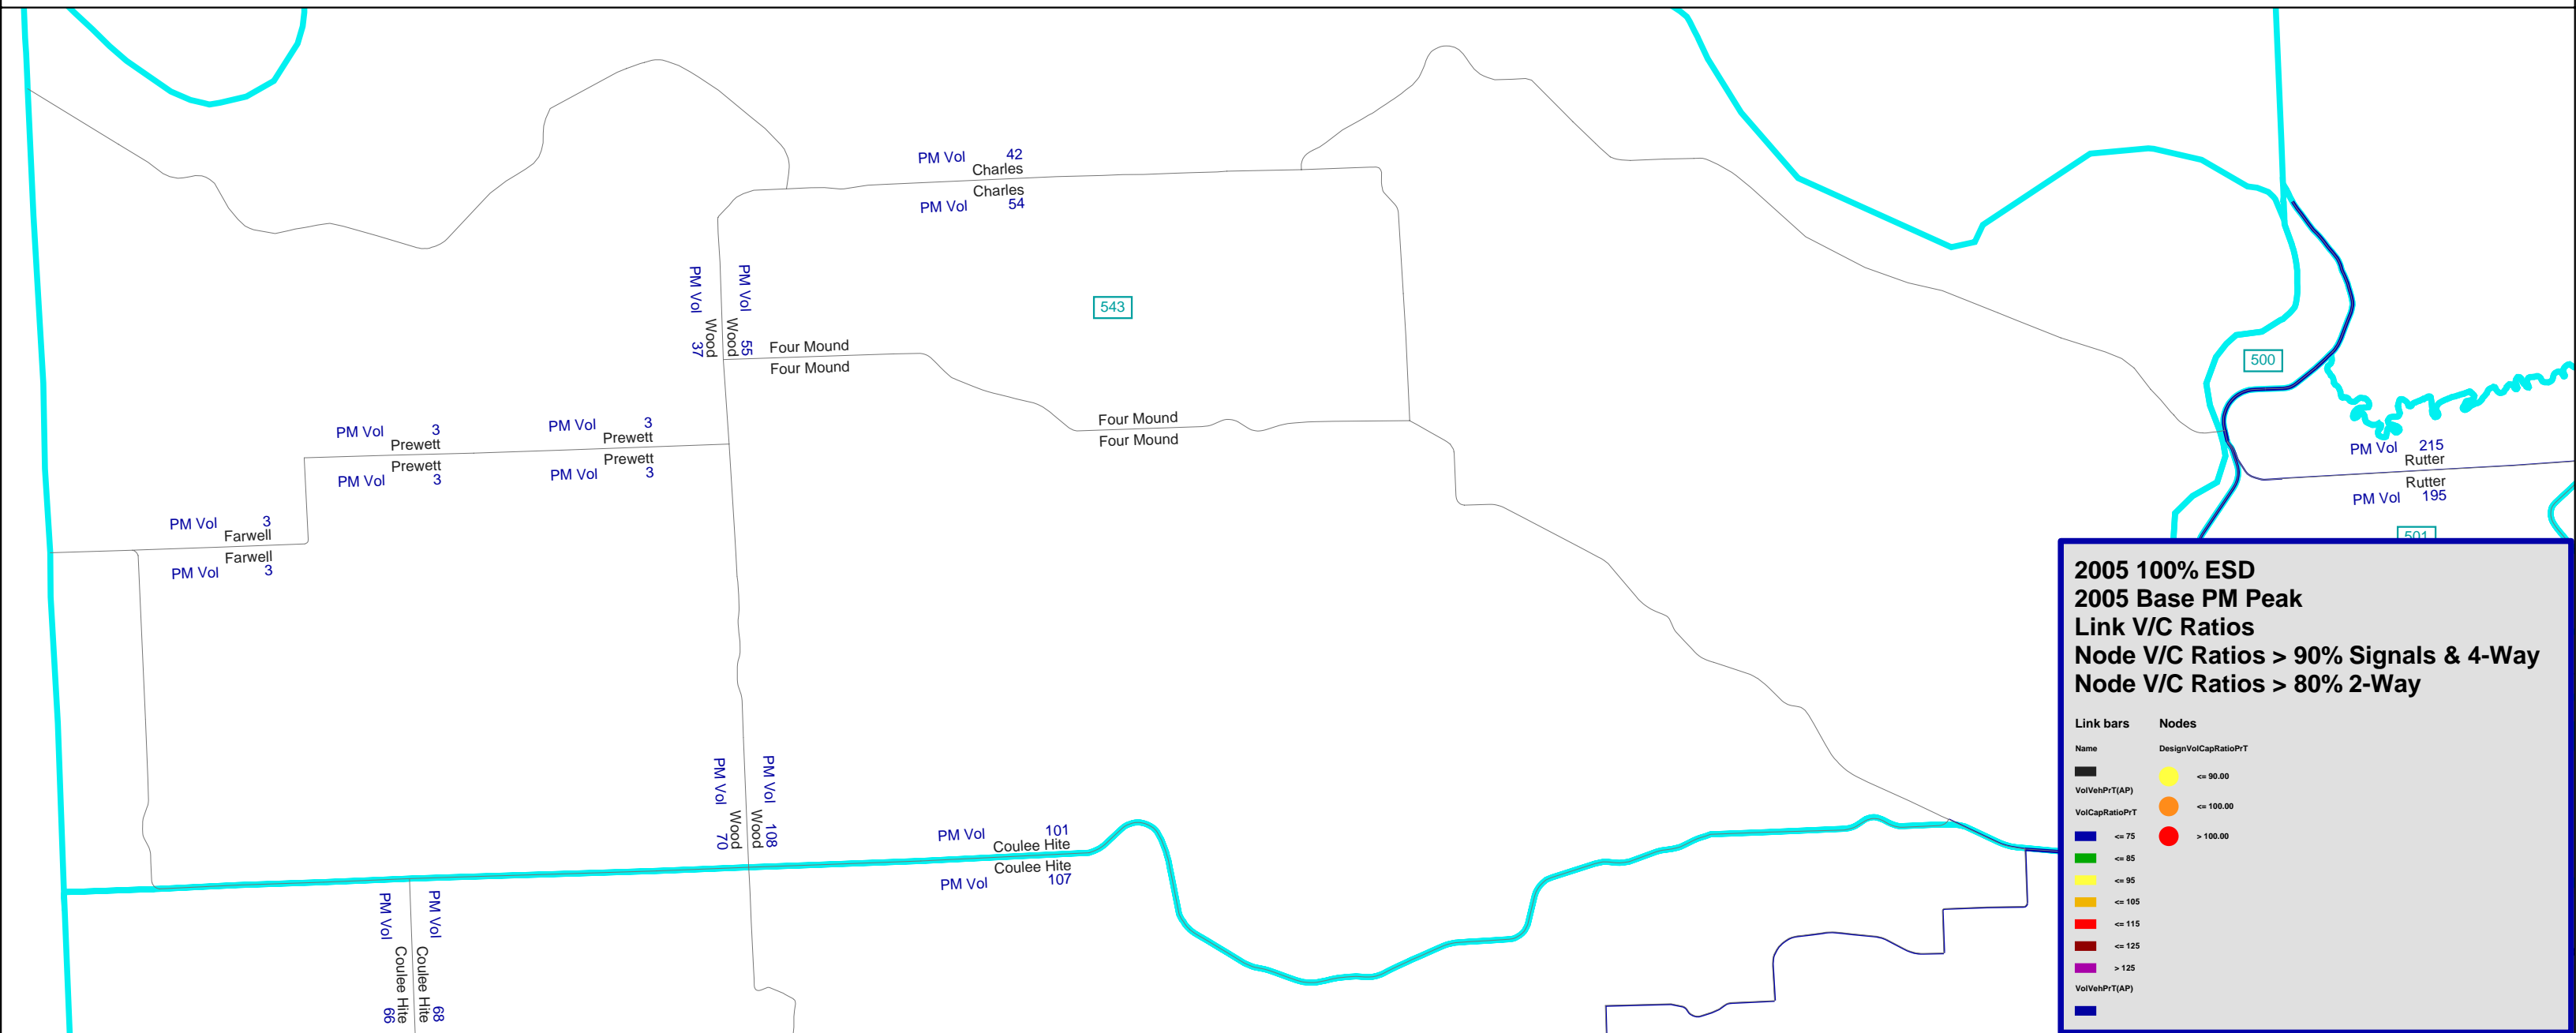 PM Vol 42
Charles
Charles
PM Vol 54
PM Vol
Wood
37
PM Vol
Wood
55
543
Four Mound
Four Mound
500
PM Vol 3
Prewett
Prewett
PM Vol 3
PM Vol 3
Prewett
Prewett
PM Vol 3
Four Mound
Four Mound
PM Vol 215
Rutter
Rutter
PM Vol 195
PM Vol 3
Farwell
Farwell
PM Vol 3
501
PM Vol
Wood
70
PM Vol
Wood
108
PM Vol 101
Coulee Hite
Coulee Hite
PM Vol 107
PM Vol
Coulee Hite
66
PM Vol
Coulee Hite
68
2005 100% ESD
2005 Base PM Peak
Link V/C Ratios
Node V/C Ratios > 90% Signals & 4-Way
Node V/C Ratios > 80% 2-Way
Link bars
Name
VolVehPrT(AP)
VolCapRatioPrT
<= 75
<= 85
<= 95
<= 105
<= 115
<= 125
> 125
VolVehPrT(AP)
Nodes
DesignVolCapRatioPrT
<= 90.00
<= 100.00
> 100.00